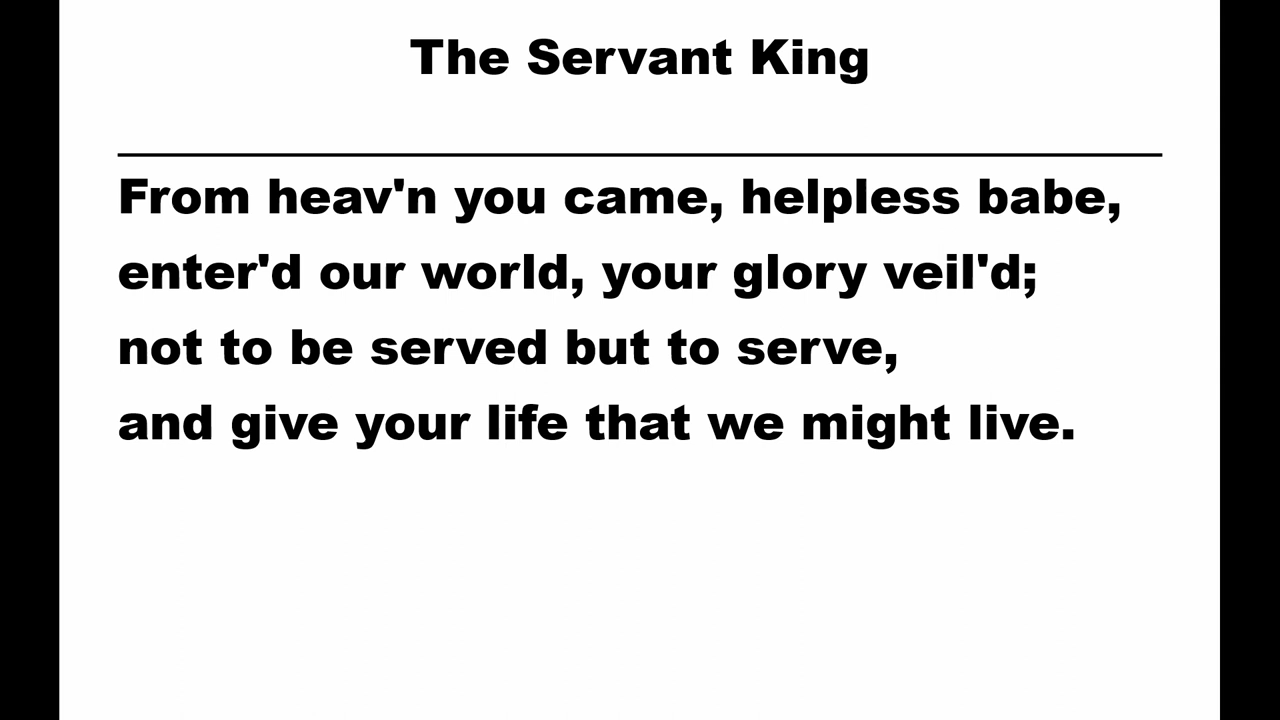 The Servant King
From heav'n you came, helpless babe,
enter'd our world, your glory veil'd;
not to be served but to serve,
and give your life that we might live.